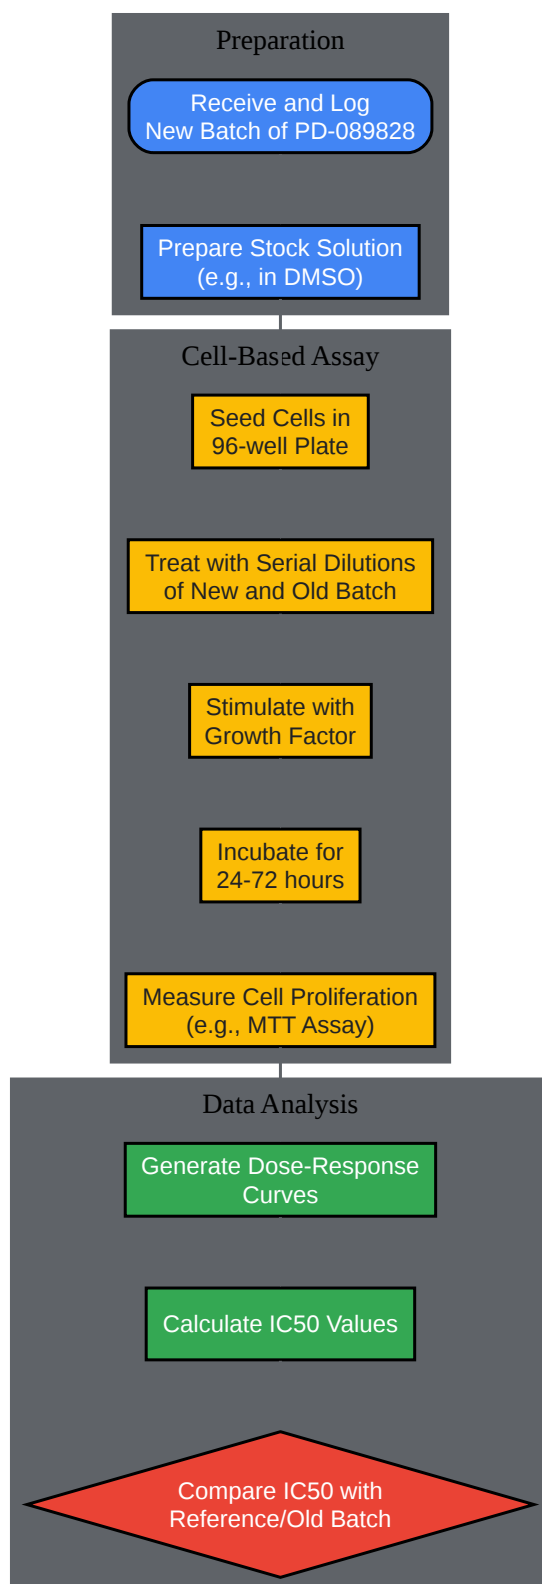 Preparation
Receive and Log
New Batch of PD-089828
Prepare Stock Solution
(e.g., in DMSO)
Cell-Based Assay
Seed Cells in
96-well Plate
Treat with Serial Dilutions
of New and Old Batch
Stimulate with
Growth Factor
Incubate for
24-72 hours
Measure Cell Proliferation
(e.g., MTT Assay)
Data Analysis
Generate Dose-Response
Curves
Calculate IC50 Values
Compare IC50 with
Reference/Old Batch